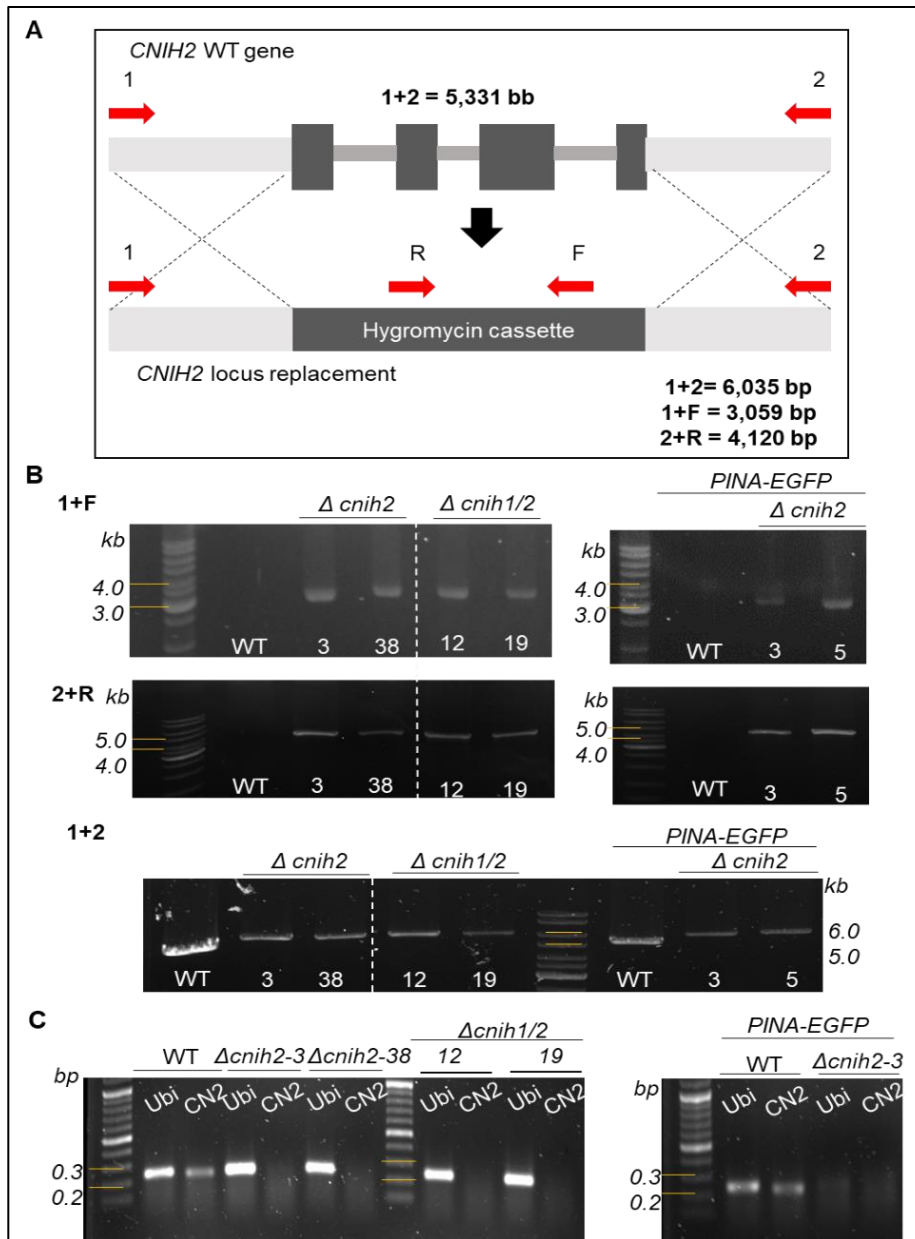 A
CNIH2 WT gene
1 2
1+2 = 5,331 bb
1 R F 2
Hygromycin cassette
CNIH2 locus replacement
1+2= 6,035 bp
1+F = 3,059 bp
2+R = 4,120 bp
B
1+F
Δ cnih2 Δ cnih1/2
kb
4.0
3.0
WT 3 38 12 19
PINA-EGFP
Δ cnih2
kb
4.0
3.0
WT 3 5
2+R
kb
5.0
4.0
WT 3 38 12 19
5.0
4.0
WT 3 5
1+2
PINA-EGFP
Δ cnih2 Δ cnih1/2 Δ cnih2
kb
6.0
5.0
WT 3 38 12 19 WT 3 5
C
Δcnih1/2
WT Δcnih2-3 Δcnih2-38 12 19
bp
Ubi CN2 Ubi CN2 Ubi CN2 Ubi CN2 Ubi CN2
0.3
0.2
PINA-EGFP
WT Δcnih2-3
bp
Ubi CN2 Ubi CN2
0.3
0.2